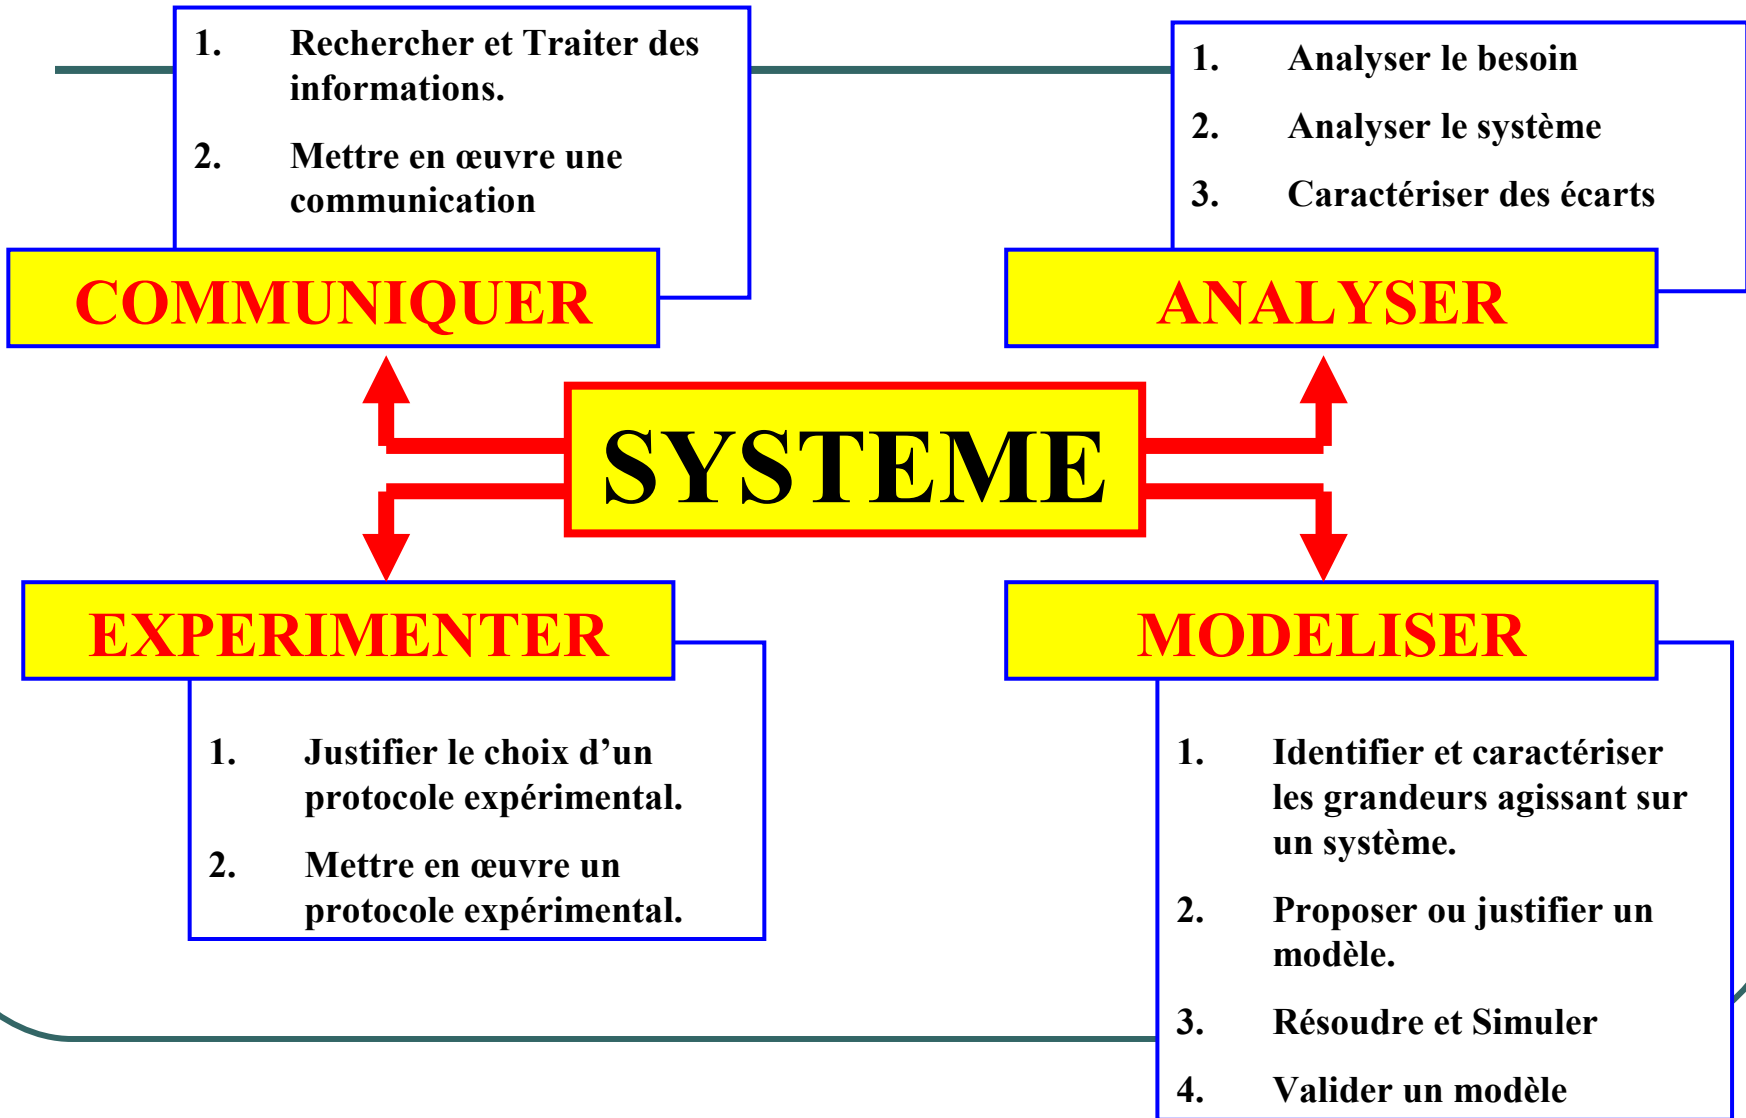 1. Rechercher et Traiter des
informations.
2. Mettre en œuvre une
communication
COMMUNIQUER
1. Analyser le besoin
2. Analyser le système
3. Caractériser des écarts
ANALYSER
SYSTEME
EXPERIMENTER
1. Justifier le choix d’un
protocole expérimental.
2. Mettre en œuvre un
protocole expérimental.
MODELISER
1. Identifier et caractériser
les grandeurs agissant sur
un système.
2. Proposer ou justifier un
modèle.
3. Résoudre et Simuler
4. Valider un modèle